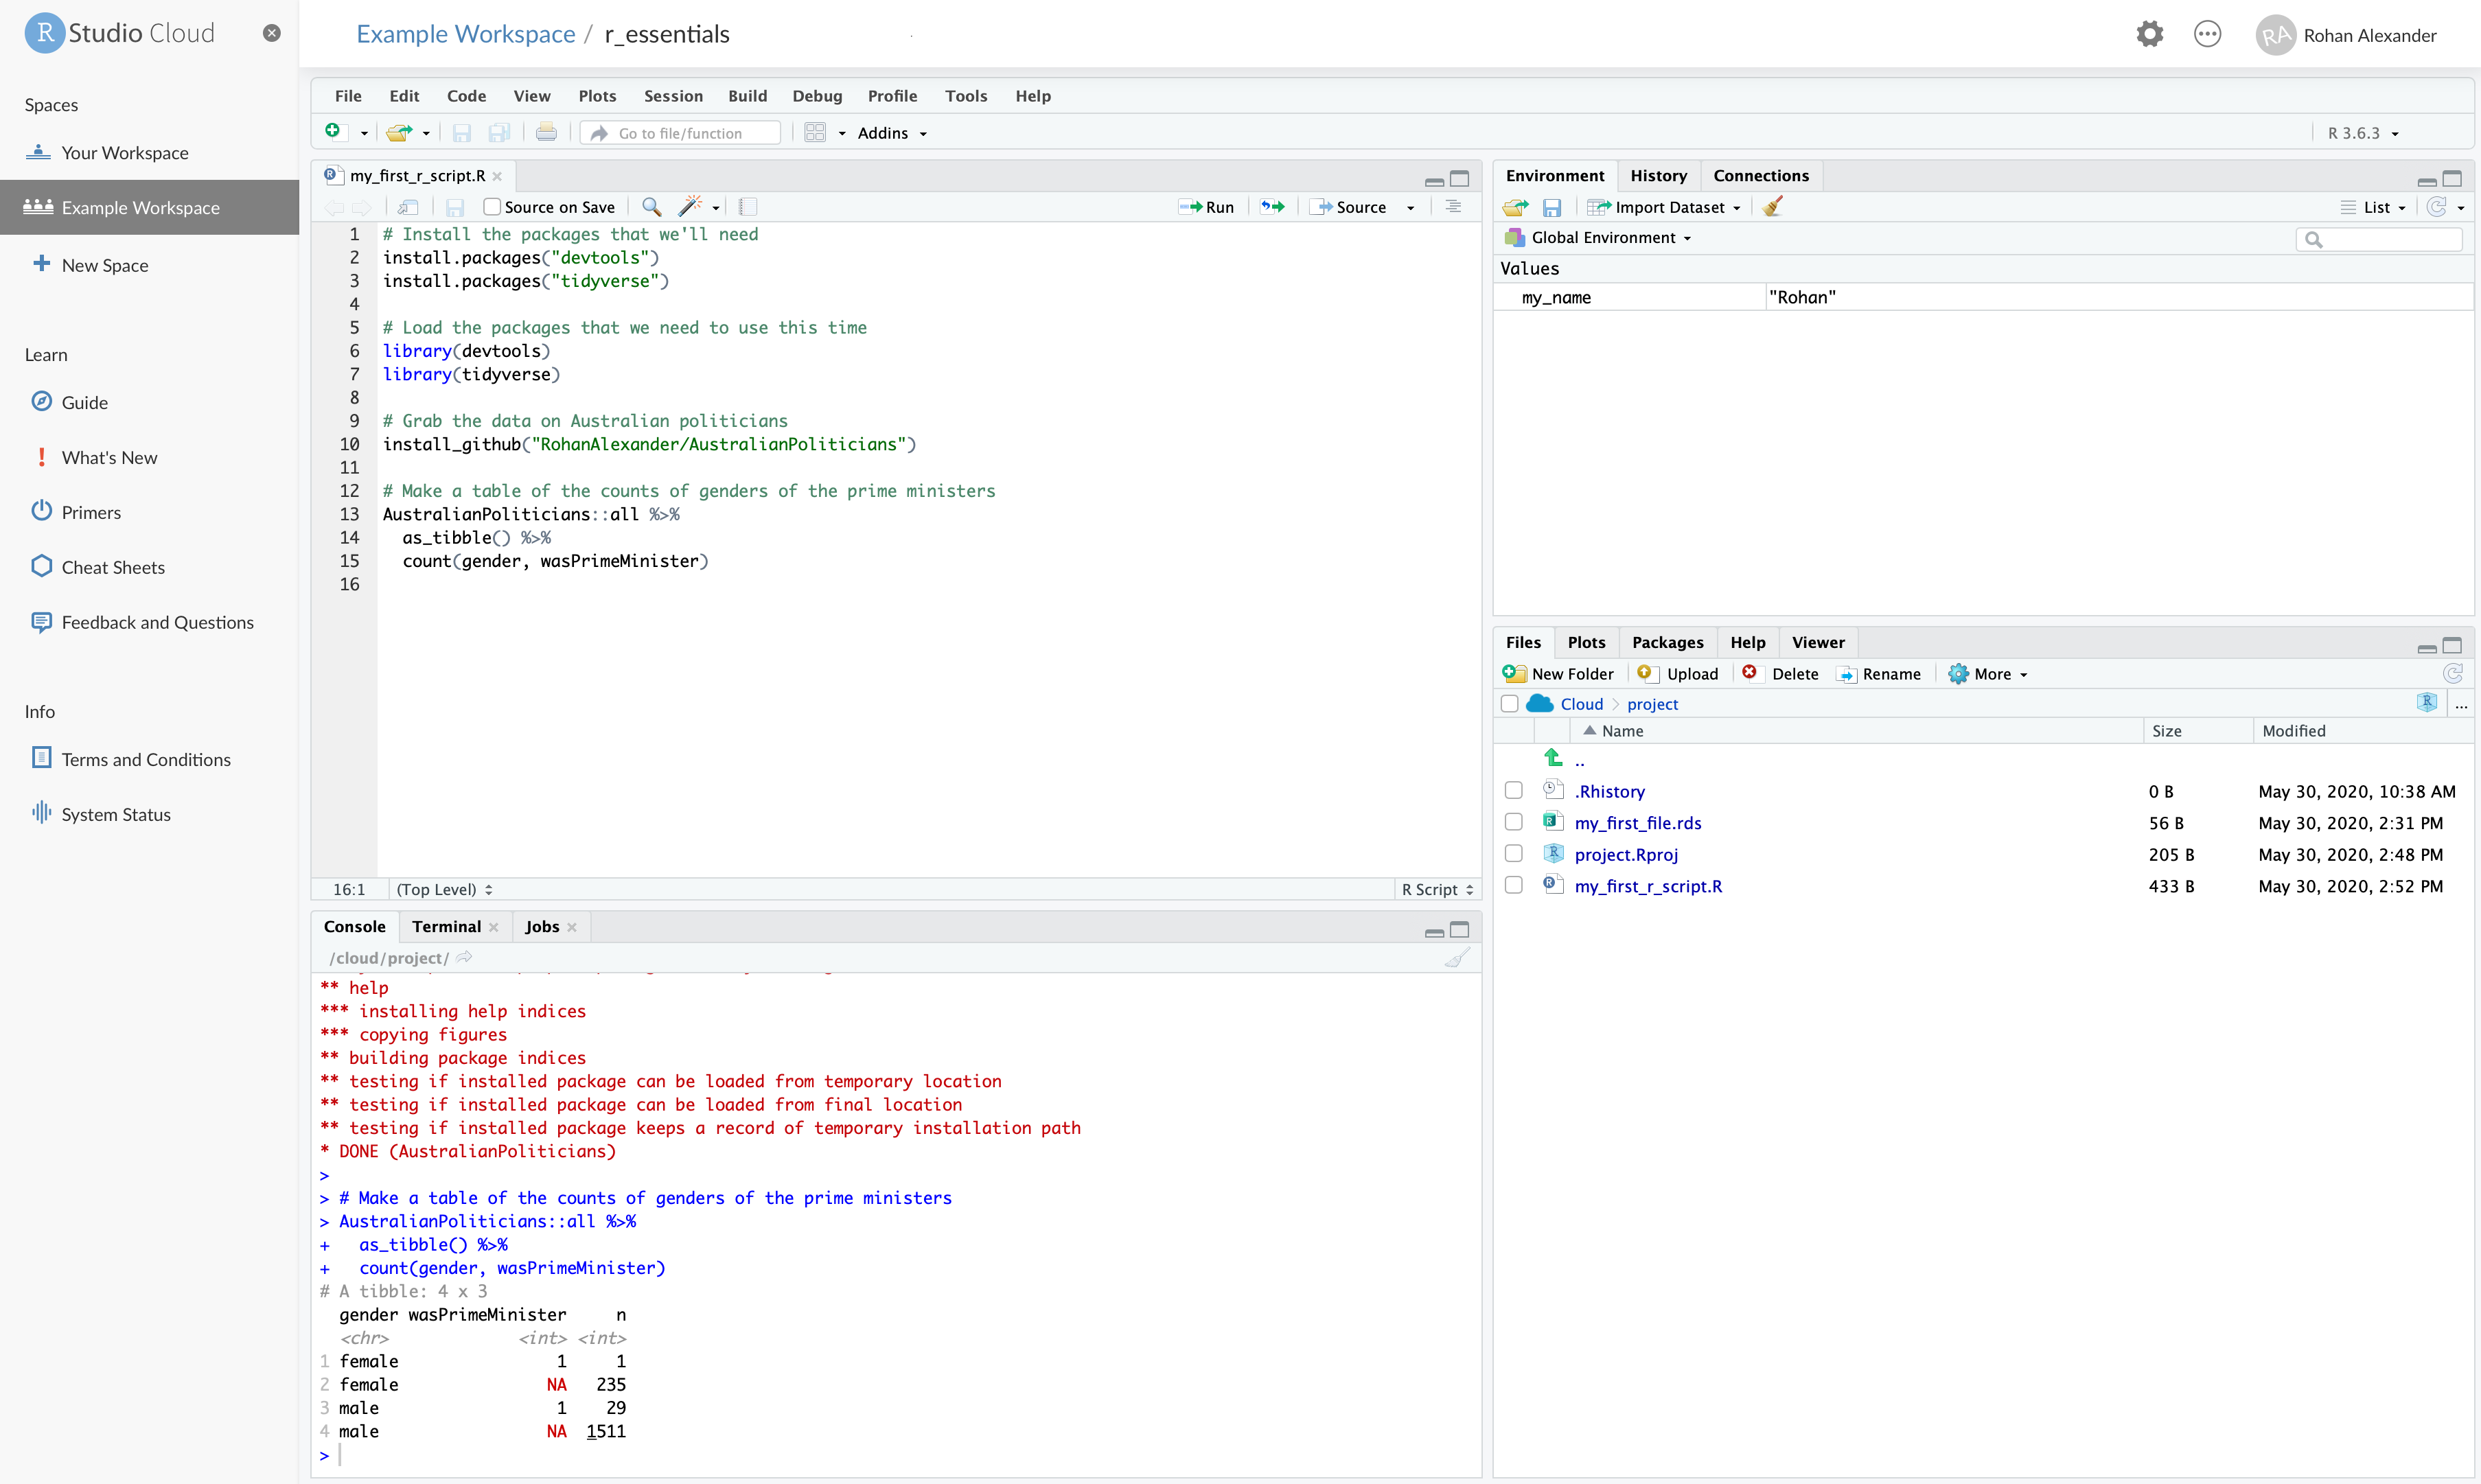 R Studio Cloud
Spaces
Your Workspace
Example Workspace
New Space
Learn
Guide
What's New
Primers
Cheat Sheets
Feedback and Questions
Info
Terms and Conditions
System Status
Example Workspace / r_essentials
RA Rohan Alexander
File Edit Code View Plots Session Build Debug Profile Tools Help
Go to file/function Addins R 3.6.3
my_first_r_script.R
Source on Save Run Source
1 # Install the packages that we'll need
2 install.packages("devtools")
3 install.packages("tidyverse")
4
5 # Load the packages that we need to use this time
6 library(devtools)
7 library(tidyverse)
8
9 # Grab the data on Australian politicians
10 install_github("RohanAlexander/AustralianPoliticians")
11
12 # Make a table of the counts of genders of the prime ministers
13 AustralianPoliticians::all %>%
14   as_tibble() %>%
15   count(gender, wasPrimeMinister)
16
16:1 (Top Level) R Script
Console Terminal Jobs
/cloud/project/
** help
*** installing help indices
*** copying figures
** building package indices
** testing if installed package can be loaded from temporary location
** testing if installed package can be loaded from final location
** testing if installed package keeps a record of temporary installation path
* DONE (AustralianPoliticians)
>
> # Make a table of the counts of genders of the prime ministers
> AustralianPoliticians::all %>%
+   as_tibble() %>%
+   count(gender, wasPrimeMinister)
# A tibble: 4 x 3
  gender wasPrimeMinister     n
  <chr>             <int> <int>
1 female                1     1
2 female               NA   235
3 male                  1    29
4 male                 NA  1511
>
Environment History Connections
Import Dataset List
Global Environment
Values
my_name "Rohan"
Files Plots Packages Help Viewer
New Folder Upload Delete Rename More
Cloud > project R ...
Name Size Modified
..
.Rhistory 0 B May 30, 2020, 10:38 AM
my_first_file.rds 56 B May 30, 2020, 2:31 PM
project.Rproj 205 B May 30, 2020, 2:48 PM
my_first_r_script.R 433 B May 30, 2020, 2:52 PM